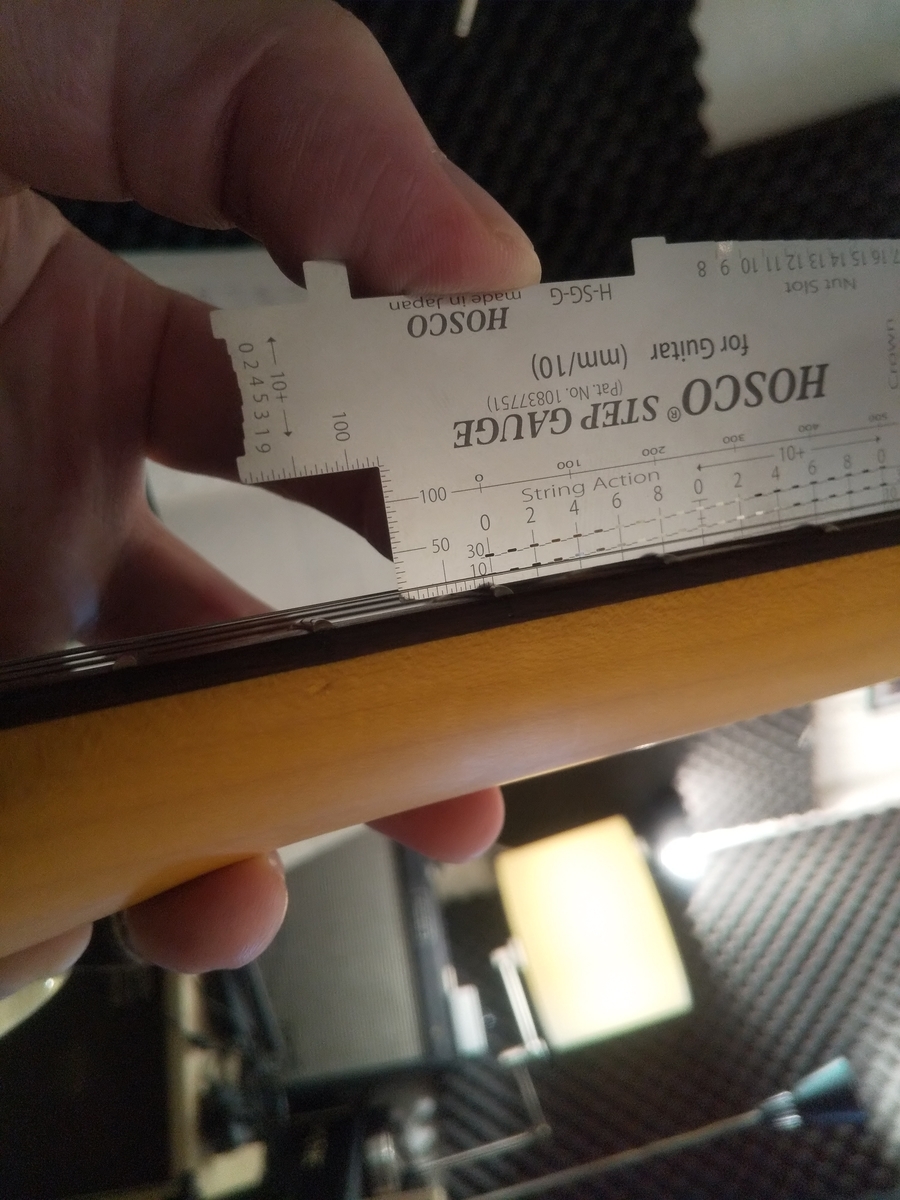 HOSCO
made in Japan
H-SG-G
8 9 10 11 12 13 14 15 16 17
Nut Slot
for Guitar (mm/10)
HOSCO® STEP GAUGE
(Pat. No. 10837751)
Crown
← 10+ →
0 2 4 5 3 1 9
100
100
50
30
10
0 100 200 300 400 500
String Action
← 10+ →
0 2 4 6 8 0 2 4 6 8 0